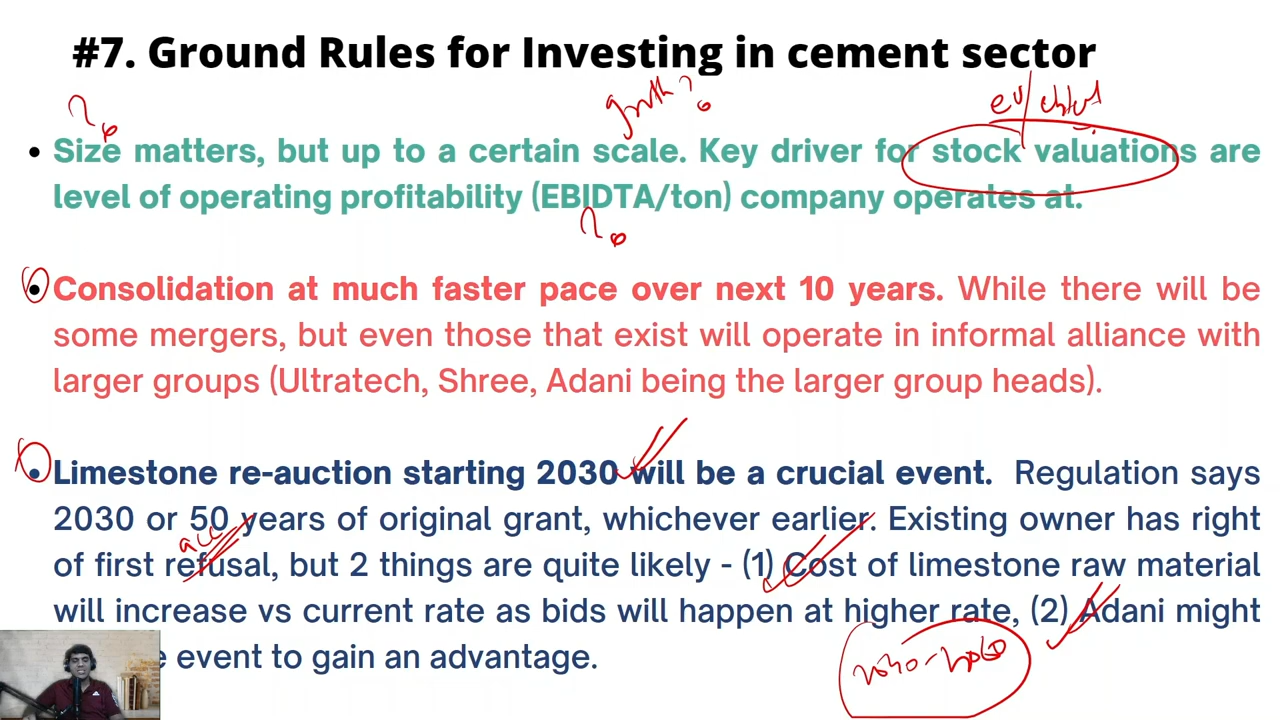 #7. Ground Rules for Investing in cement sector
growth?
ev/ebitda
• Size matters, but up to a certain scale. Key driver for stock valuations are
level of operating profitability (EBIDTA/ton) company operates at.
• Consolidation at much faster pace over next 10 years. While there will be
some mergers, but even those that exist will operate in informal alliance with
larger groups (Ultratech, Shree, Adani being the larger group heads).
• Limestone re-auction starting 2030 will be a crucial event. Regulation says
2030 or 50 years of original grant, whichever earlier. Existing owner has right
acc
of first refusal, but 2 things are quite likely - (1) Cost of limestone raw material
will increase vs current rate as bids will happen at higher rate, (2) Adani might
event to gain an advantage.